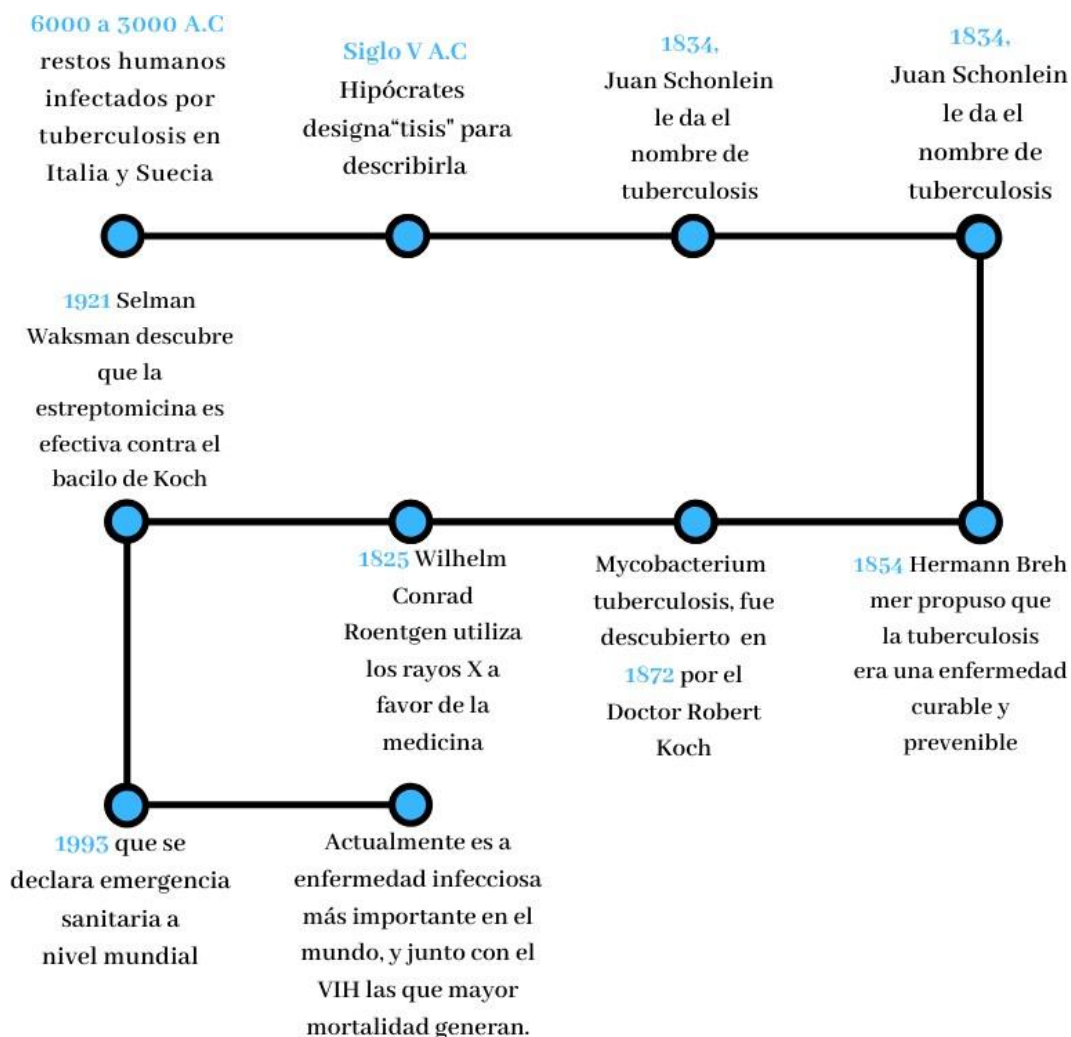 6000 a 3000 A.C
restos humanos
infectados por
tuberculosis en
Italia y Suecia
Siglo V A.C
Hipócrates
designa“tisis" para
describirla
1834,
Juan Schonlein
le da el
nombre de
tuberculosis
1834,
Juan Schonlein
le da el
nombre de
tuberculosis
1854 Hermann Breh
mer propuso que
la tuberculosis
era una enfermedad
curable y
prevenible
Mycobacterium
tuberculosis, fue
descubierto en
1872 por el
Doctor Robert
Koch
1825 Wilhelm
Conrad
Roentgen utiliza
los rayos X a
favor de la
medicina
1921 Selman
Waksman descubre
que la
estreptomicina es
efectiva contra el
bacilo de Koch
1993 que se
declara emergencia
sanitaria a
nivel mundial
Actualmente es a
enfermedad infecciosa
más importante en el
mundo, y junto con el
VIH las que mayor
mortalidad generan.